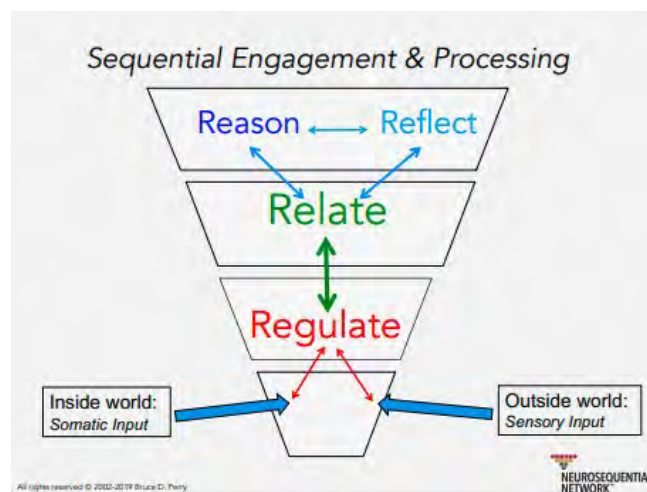 Sequential Engagement & Processing
Reason Reflect
Relate
Regulate
Inside world:
Somatic Input
Outside world:
Sensory Input
All rights reserved © 2002-2019 Bruce D. Perry
NEUROSEQUENTIAL
NETWORK™